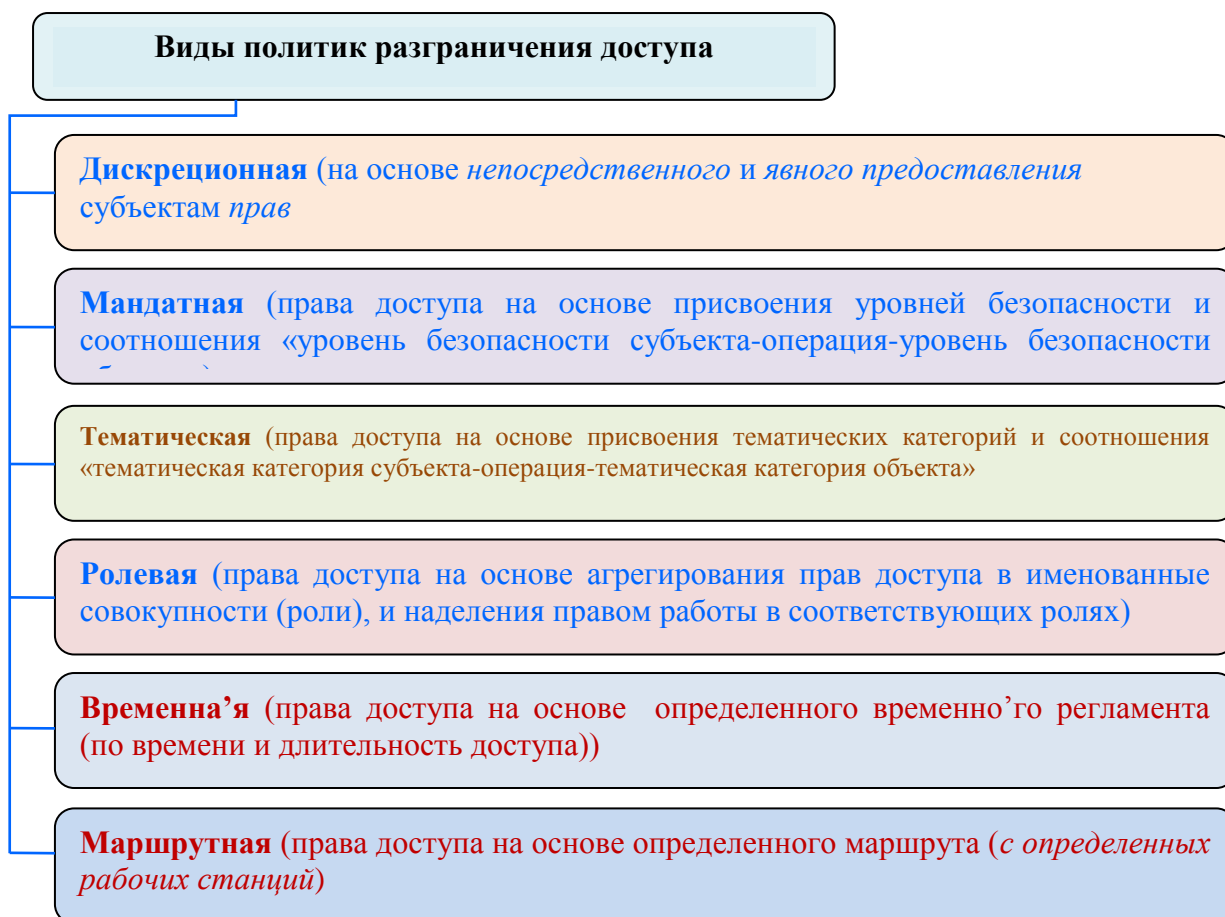 Виды политик разграничения доступа
Дискреционная (на основе непосредственного и явного предоставления
субъектам прав
Мандатная (права доступа на основе присвоения уровней безопасности и
соотношения «уровень безопасности субъекта-операция-уровень безопасности
Тематическая (права доступа на основе присвоения тематических категорий и соотношения
«тематическая категория субъекта-операция-тематическая категория объекта»
Ролевая (права доступа на основе агрегирования прав доступа в именованные
совокупности (роли), и наделения правом работы в соответствующих ролях)
Временна’я (права доступа на основе определенного временно’го регламента
(по времени и длительность доступа))
Маршрутная (права доступа на основе определенного маршрута (с определенных
рабочих станций)